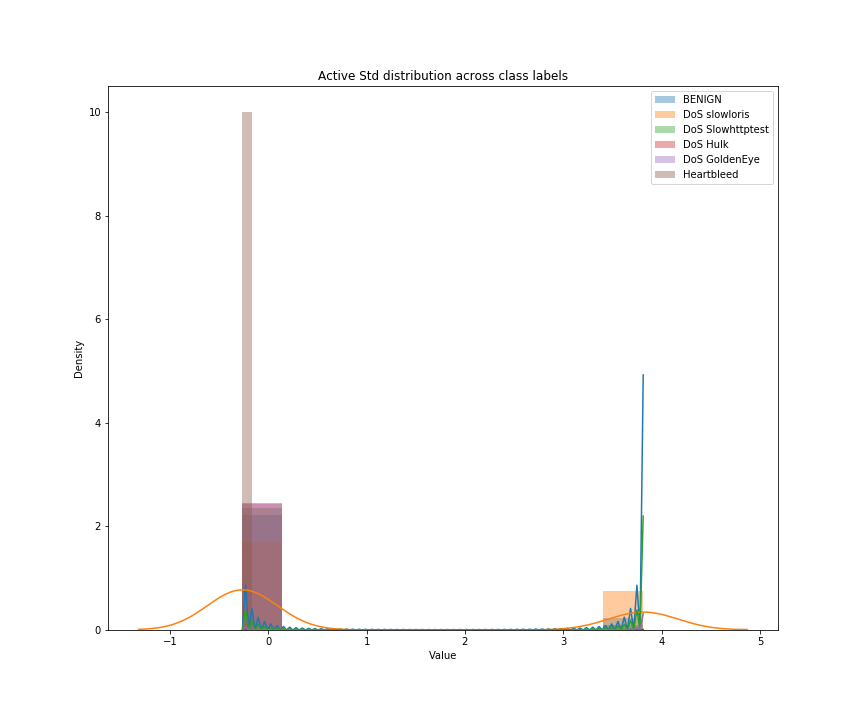 Active Std distribution across class labels
BENIGN
DoS slowloris
DoS Slowhttptest
DoS Hulk
DoS GoldenEye
Heartbleed
10
8
6
4
2
0
Density
−1
0
1
2
3
4
5
Value